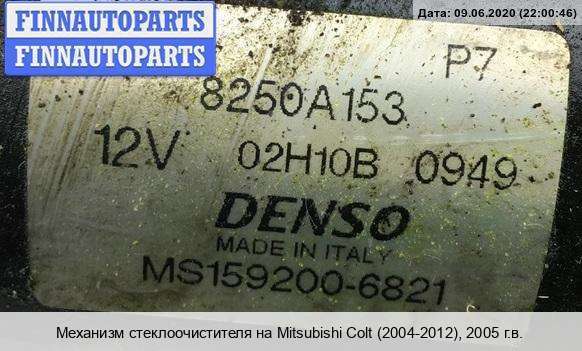 FINNAUTOPARTS
FINNAUTOPARTS
Дата: 09.06.2020 (22:00:46)
P7
8250A153
12V 02H10B 0949
DENSO
MADE IN ITALY
MS159200-6821
Механизм стеклоочистителя на Mitsubishi Colt (2004-2012), 2005 г.в.